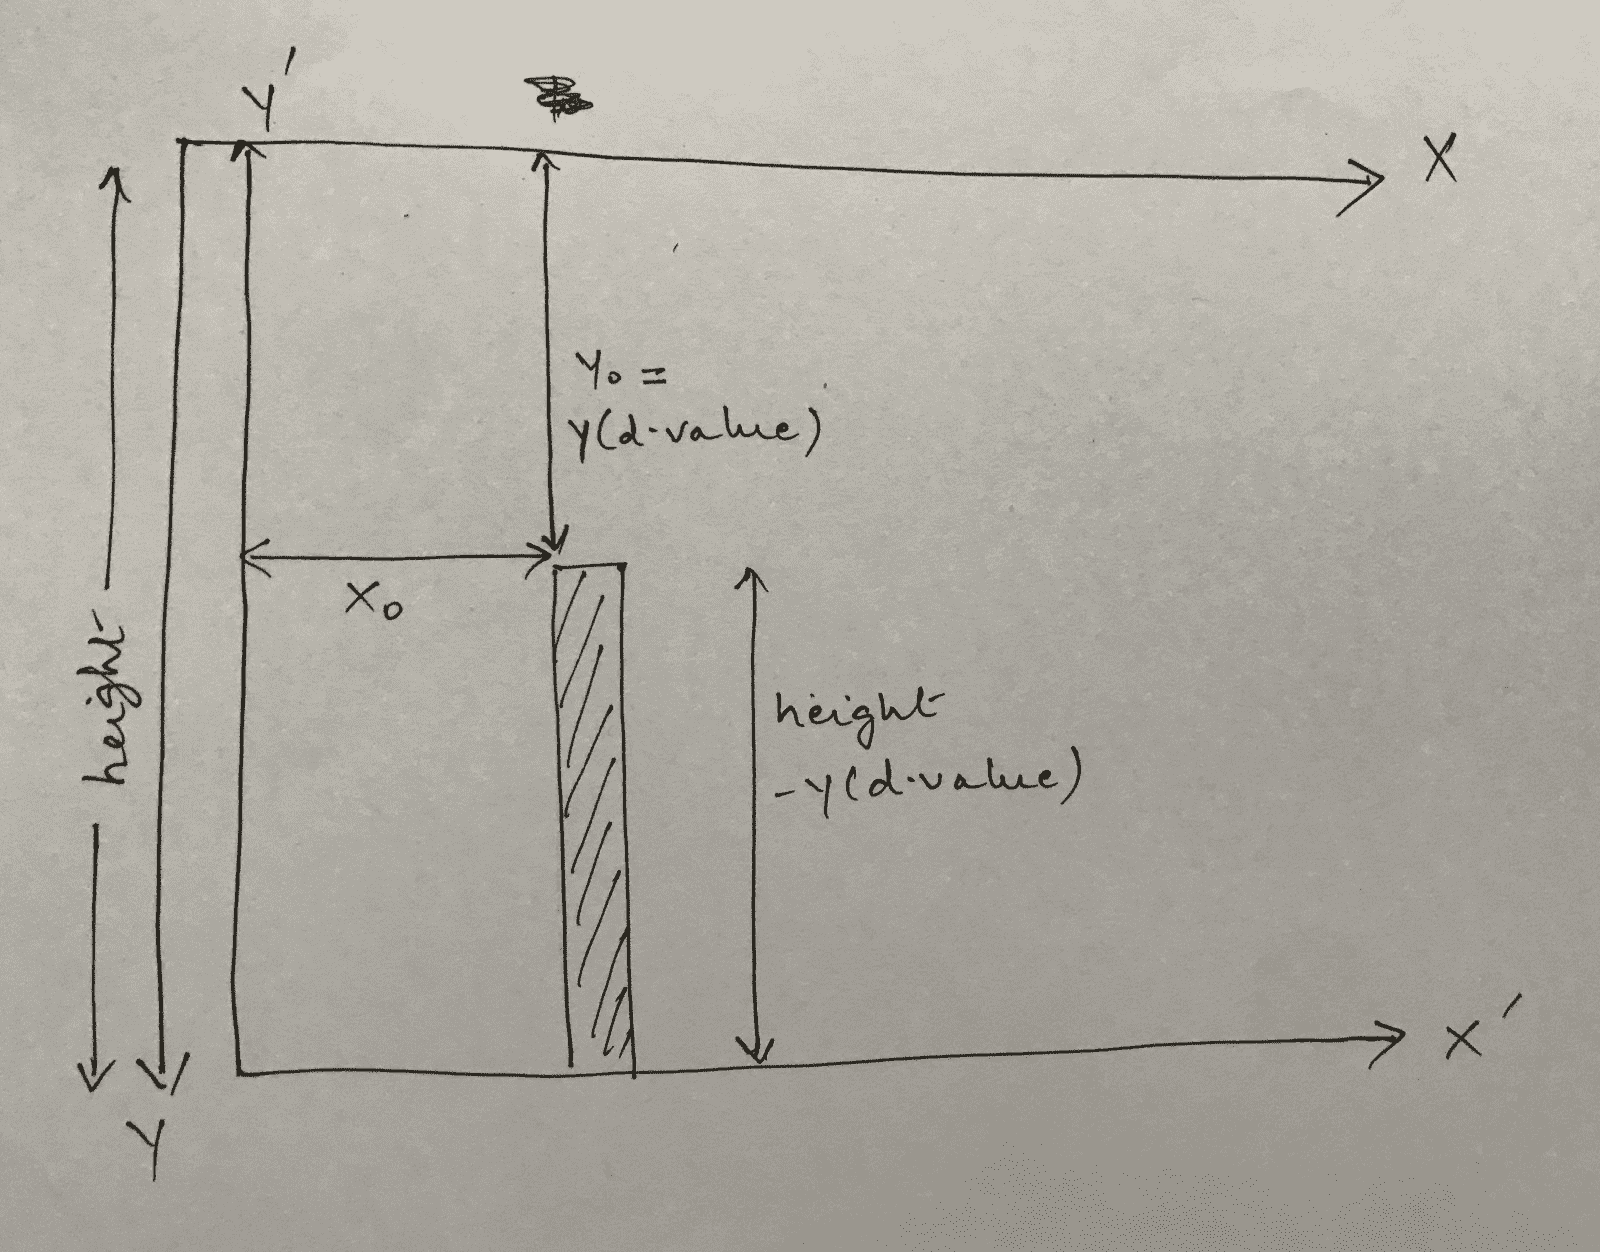 Y'
X
Y₀ =
Y(d.value)
X₀
height
height
-Y(d.value)
X'
Y